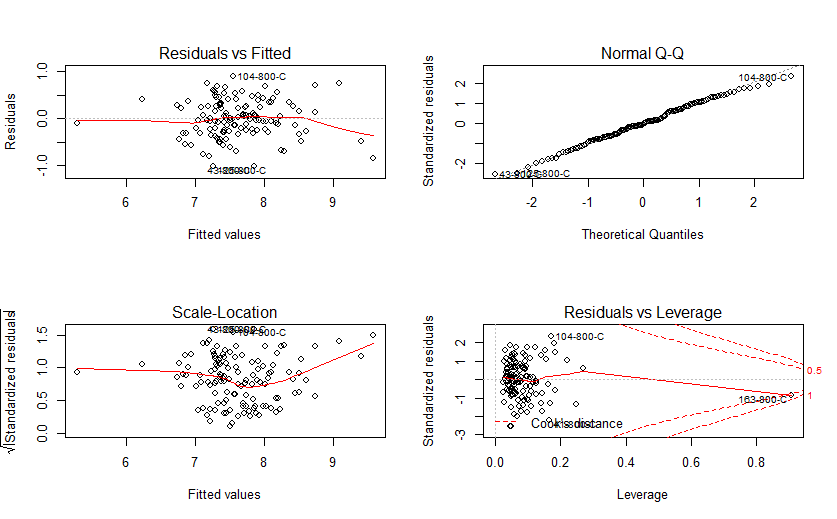 Residuals vs Fitted
Residuals
1.0
0.0
-1.0
104-800-C
6 7 8 9
Fitted values
Normal Q-Q
Standardized residuals
2
0
-2
104-800-C
-2 -1 0 1 2
Theoretical Quantiles
Scale-Location
√|Standardized residuals|
1.5
1.0
0.5
0.0
104-800-C
6 7 8 9
Fitted values
Residuals vs Leverage
Standardized residuals
2
1
-1
-3
104-800-C
0.5
163-800-C
1
Cook's distance
0.0 0.2 0.4 0.6 0.8
Leverage